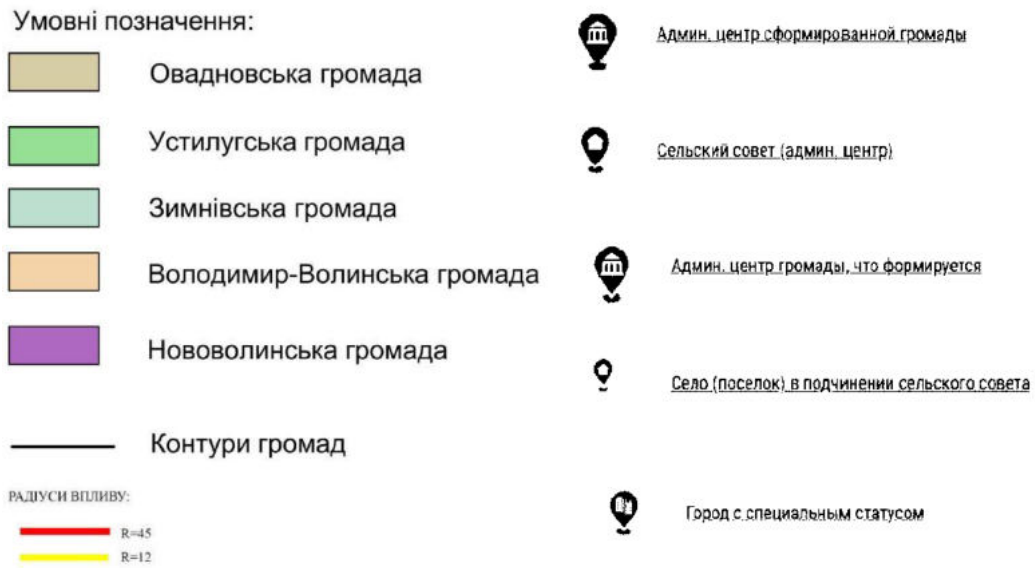 Умовні позначення:
Овадновська громада
Устилугська громада
Зимнівська громада
Володимир-Волинська громада
Нововолинська громада
Контури громад
РАДІУСИ ВПЛИВУ:
R=45
R=12
Админ. центр сформированной громады
Сельский совет (админ. центр)
Админ. центр громады, что формируется
Село (поселок) в подчинении сельского совета
Город с специальным статусом